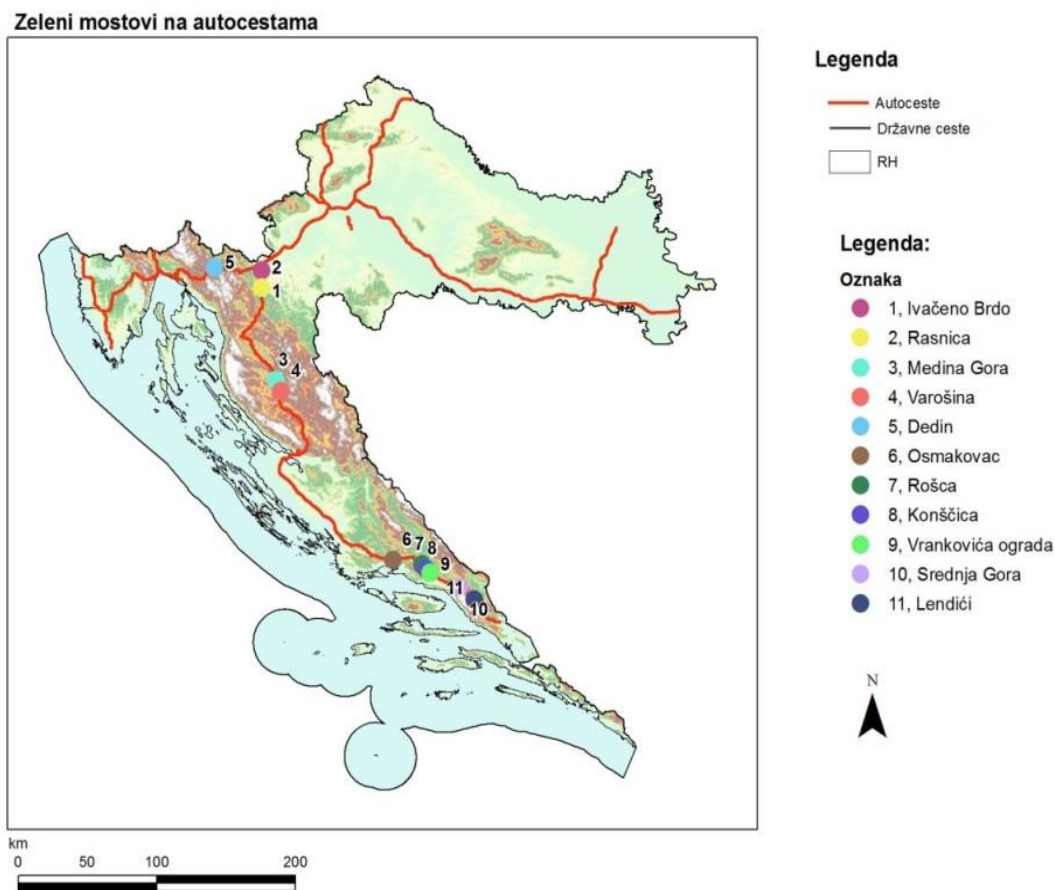 Zeleni mostovi na autocestama
5
2
1
3
4
6
7
8
9
11
10
km
0 50 100 200
Legenda
Autoceste
Državne ceste
RH
Legenda:
Oznaka
1, Ivačeno Brdo
2, Rasnica
3, Medina Gora
4, Varošina
5, Dedin
6, Osmakovac
7, Rošca
8, Konščica
9, Vrankovića ograda
10, Srednja Gora
11, Lendići
N